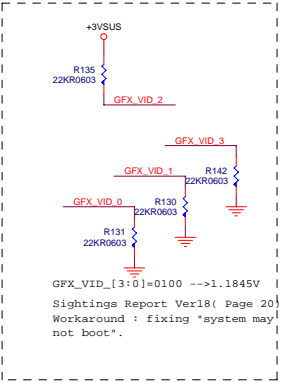 +3VSUS
R135
22KR0603
GFX_VID_2
GFX_VID_3
R142
22KR0603
GFX_VID_1
R130
22KR0603
GFX_VID_0
R131
22KR0603
GFX_VID_[3:0]=0100 -->1.1845V
Sightings Report Ver18( Page 20)
Workaround : fixing "system may
not boot".